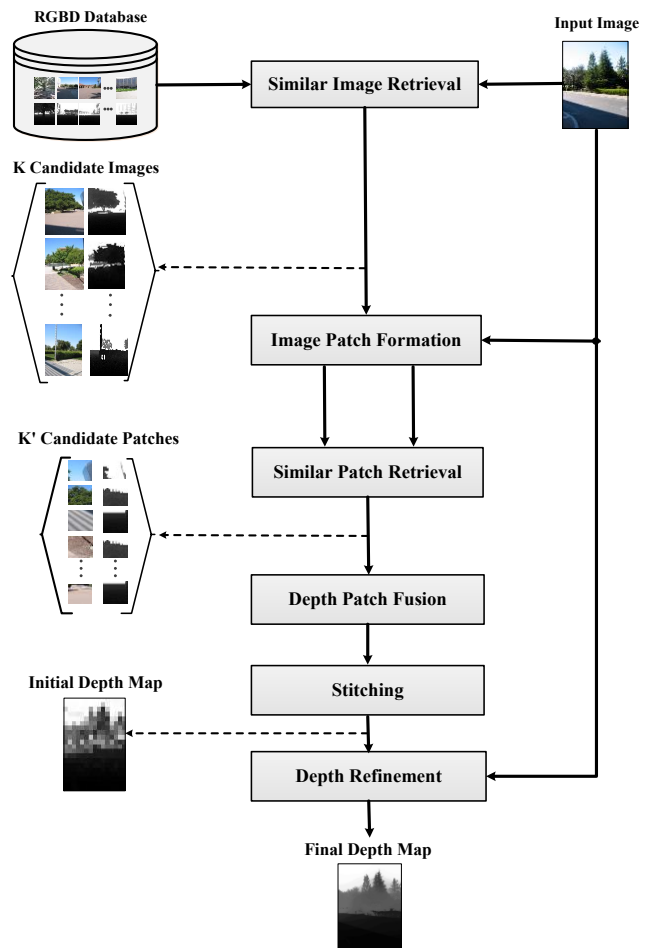 RGBD Database
Input Image
Similar Image Retrieval
K Candidate Images
Image Patch Formation
K' Candidate Patches
Similar Patch Retrieval
Depth Patch Fusion
Initial Depth Map
Stitching
Depth Refinement
Final Depth Map